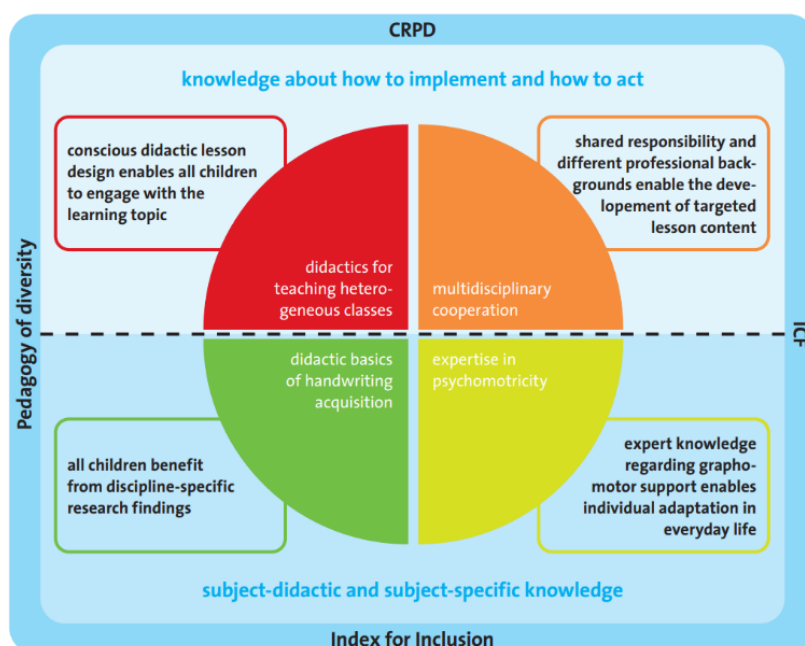 CRPD
knowledge about how to implement and how to act
conscious didactic lesson
design enables all children
to engage with the
learning topic
shared responsibility and
different professional back-
grounds enable the deve-
lopement of targeted
lesson content
didactics for
teaching hetero-
geneous classes
multidisciplinary
cooperation
Pedagogy of diversity
ICF
didactic basics
of handwriting
acquisition
expertise in
psychomotricity
all children benefit
from discipline-specific
research findings
expert knowledge
regarding grapho-
motor support enables
individual adaptation in
everyday life
subject-didactic and subject-specific knowledge
Index for Inclusion